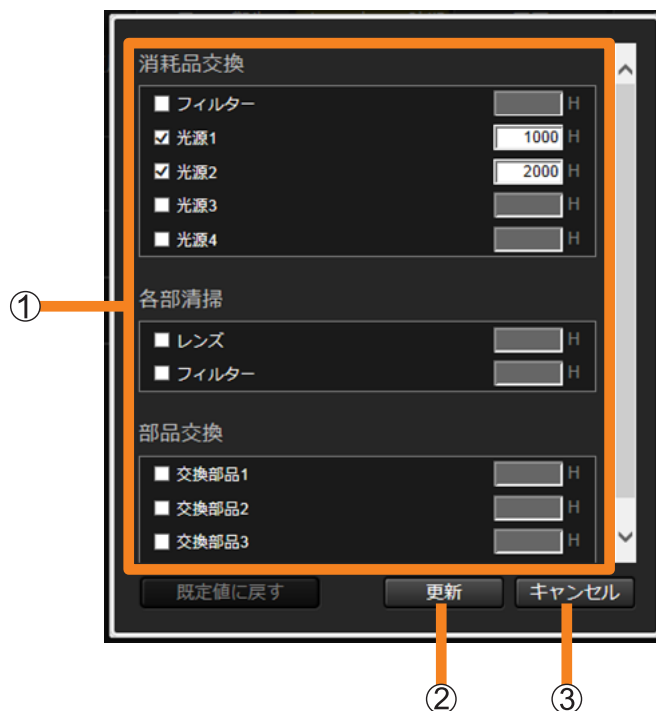 消耗品交換
フィルター H
光源1 1000 H
光源2 2000 H
光源3 H
光源4 H
①
各部清掃
レンズ H
フィルター H
部品交換
交換部品1 H
交換部品2 H
交換部品3 H
既定値に戻す 更新 キャンセル
② ③